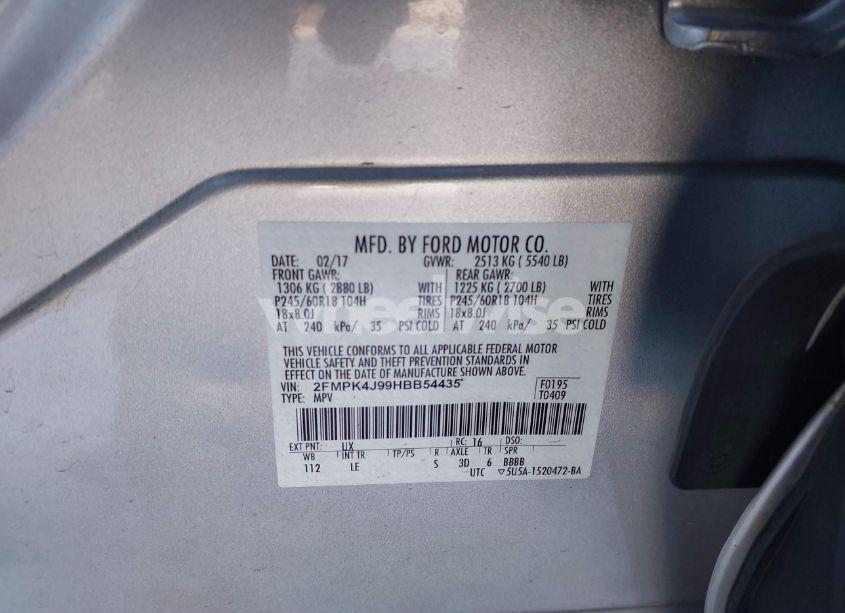 MFD. BY FORD MOTOR CO.
DATE: 02/17 GVWR: 2513 KG ( 5540 LB)
FRONT GAWR: REAR GAWR:
1306 KG ( 2880 LB) WITH 1225 KG ( 2700 LB) WITH
P245/60R18 104H TIRES P245/60R18 104H TIRES
18x8.0J RIMS 18x8.0J RIMS
AT 240 kPa/ 35 PSI COLD AT 240 kPa/ 35 PSI COLD
THIS VEHICLE CONFORMS TO ALL APPLICABLE FEDERAL MOTOR
VEHICLE SAFETY AND THEFT PREVENTION STANDARDS IN
EFFECT ON THE DATE OF MANUFACTURE SHOWN ABOVE.
VIN: 2FMPK4J99HBB54435* F0195
TYPE: MPV T0409
EXT PNT: UX RC: 16 DSO:
WB INT TR TP/PS R AXLE TR SPR
112 LE S 3D 6 BBBB
UTC ▽5U5A-1520472-BA
wheelwise